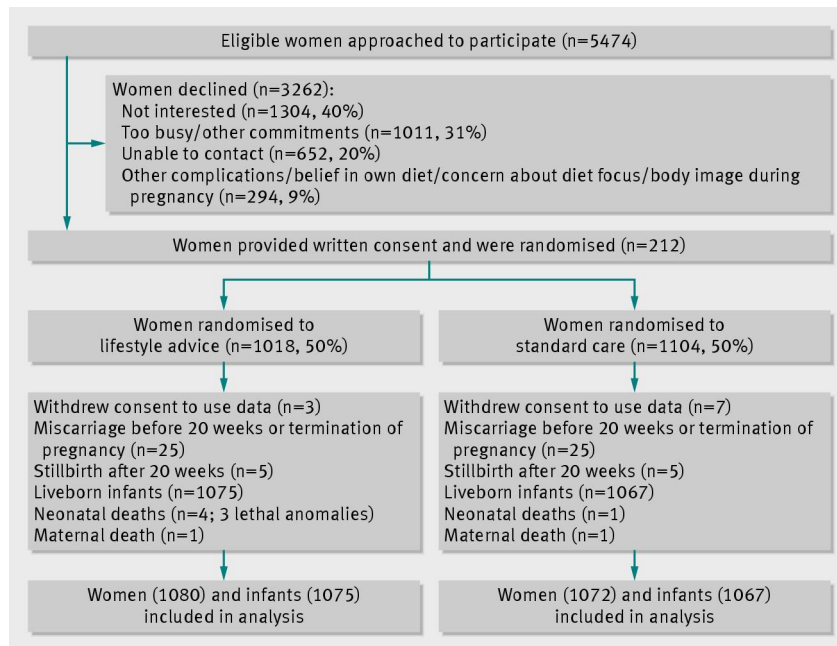 Eligible women approached to participate (n=5474)
Women declined (n=3262):
Not interested (n=1304, 40%)
Too busy/other commitments (n=1011, 31%)
Unable to contact (n=652, 20%)
Other complications/belief in own diet/concern about diet focus/body image during
pregnancy (n=294, 9%)
Women provided written consent and were randomised (n=212)
Women randomised to
lifestyle advice (n=1018, 50%)
Women randomised to
standard care (n=1104, 50%)
Withdrew consent to use data (n=3)
Miscarriage before 20 weeks or termination of
pregnancy (n=25)
Stillbirth after 20 weeks (n=5)
Liveborn infants (n=1075)
Neonatal deaths (n=4; 3 lethal anomalies)
Maternal death (n=1)
Withdrew consent to use data (n=7)
Miscarriage before 20 weeks or termination of
pregnancy (n=25)
Stillbirth after 20 weeks (n=5)
Liveborn infants (n=1067)
Neonatal deaths (n=1)
Maternal death (n=1)
Women (1080) and infants (1075)
included in analysis
Women (1072) and infants (1067)
included in analysis